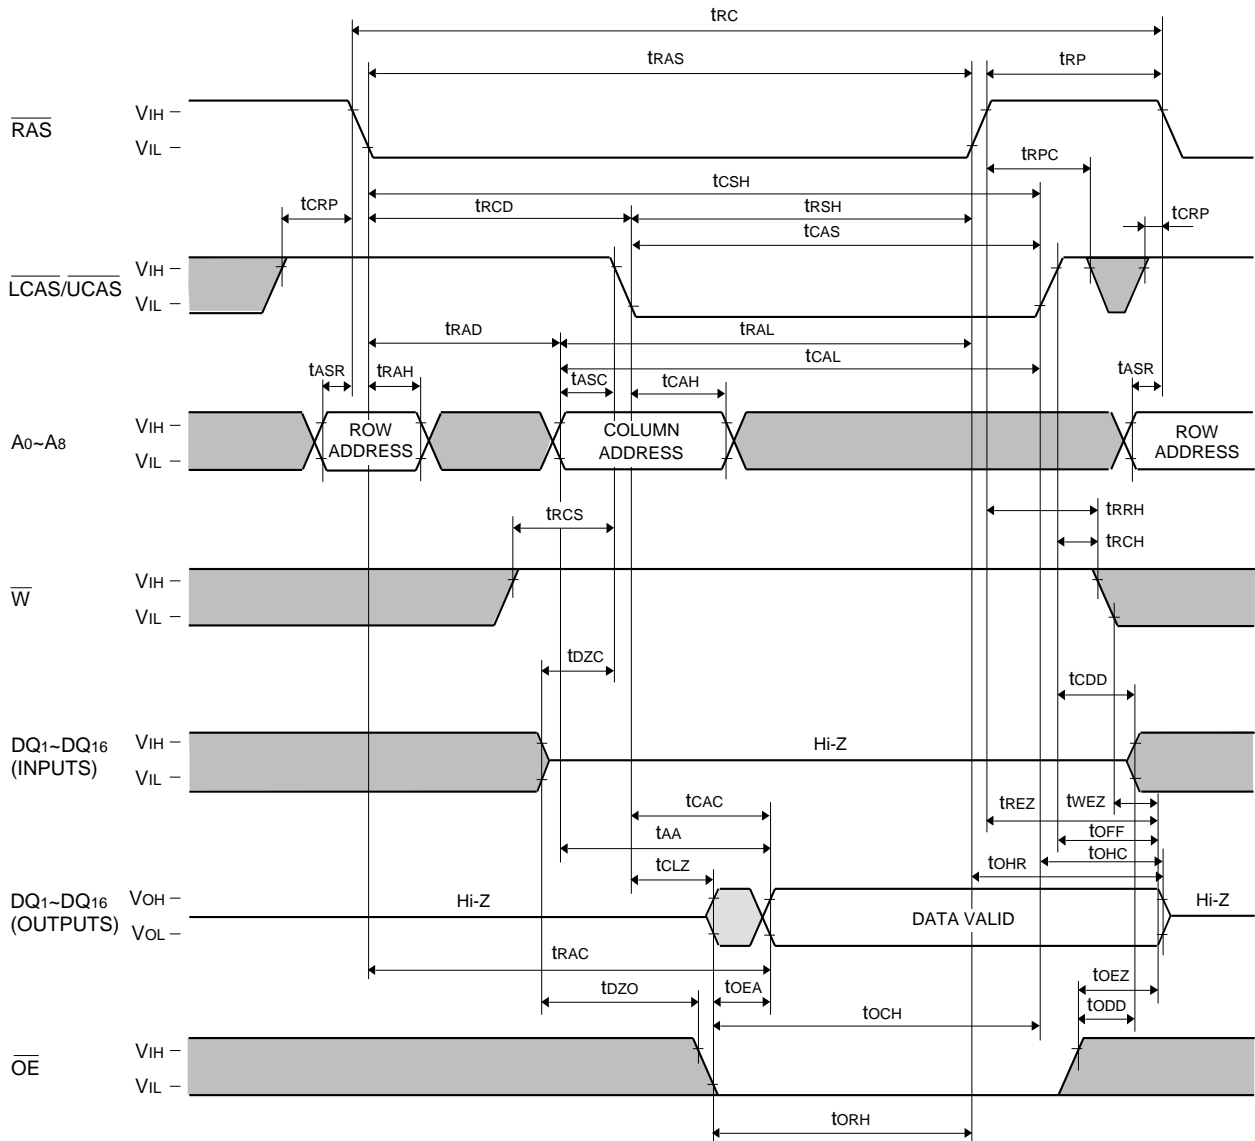 tRC
tRAS
tRP
RAS
VIH
VIL
tRPC
tCSH
tCRP
tRCD
tRSH
tCRP
tCAS
LCAS/UCAS
VIH
VIL
tRAD
tRAL
tCAL
tASR
tRAH
tASC
tCAH
tASR
A0~A8
VIH
VIL
ROW
ADDRESS
COLUMN
ADDRESS
ROW
ADDRESS
tRCS
tRRH
tRCH
W
VIH
VIL
tDZC
tCDD
DQ1~DQ16
(INPUTS)
VIH
VIL
Hi-Z
tCAC
tREZ
tWEZ
tAA
tOFF
tCLZ
tOHR
tOHC
DQ1~DQ16
(OUTPUTS)
VOH
VOL
Hi-Z
DATA VALID
Hi-Z
tRAC
tDZO
tOEA
tOEZ
tOCH
tODD
OE
VIH
VIL
tORH